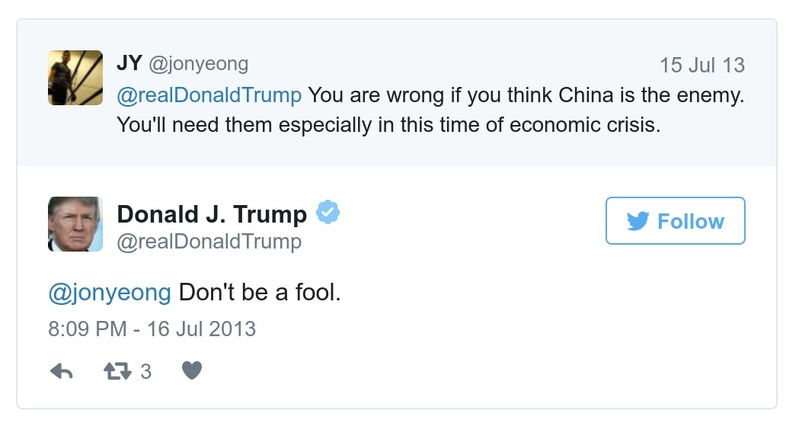 JY @jonyeong
15 Jul 13
@realDonaldTrump You are wrong if you think China is the enemy.
You'll need them especially in this time of economic crisis.
Donald J. Trump
@realDonaldTrump
Follow
@jonyeong Don't be a fool.
8:09 PM - 16 Jul 2013
3